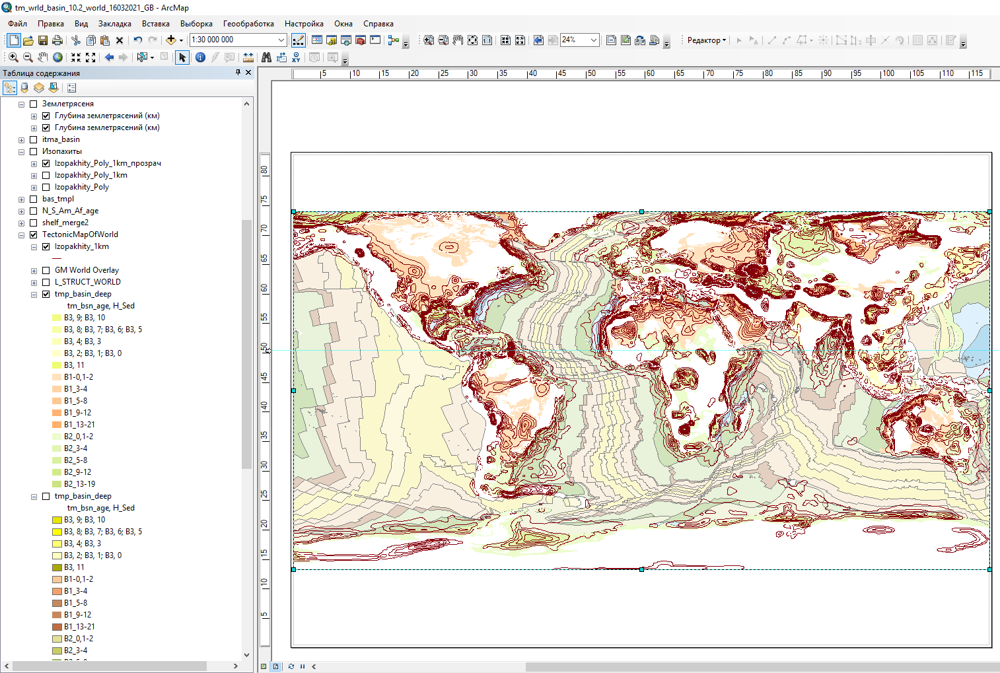 tm_wrld_basin_10.2_world_16032021_GB - ArcMap
Файл Правка Вид Закладка Вставка Выборка Геообработка Настройка Окна Справка
1:30 000 000 24% Редактор
Таблица содержания
Землетрясеня
Глубина землетрясений (км)
Глубина землетрясений (км)
itma_basin
Изопахиты
Izopakhity_Poly_1km_прозрач
Izopakhity_Poly_1km
Izopakhity_Poly
bas_tmpl
N_S_Am_Af_age
shelf_merge2
TectonicMapOfWorld
Izopakhity_1km
GM World Overlay
L_STRUCT_WORLD
tmp_basin_deep
tm_bsn_age, H_Sed
B3, 9; B3, 10
B3, 8; B3, 7; B3, 6; B3, 5
B3, 4; B3, 3
B3, 2; B3, 1; B3, 0
B3, 11
B1-0,1-2
B1_3-4
B1_5-8
B1_9-12
B1_13-21
B2_0,1-2
B2_3-4
B2_5-8
B2_9-12
B2_13-19
tmp_basin_deep
tm_bsn_age, H_Sed
B3, 9; B3, 10
B3, 8; B3, 7; B3, 6; B3, 5
B3, 4; B3, 3
B3, 2; B3, 1; B3, 0
B3, 11
B1-0,1-2
B1_3-4
B1_5-8
B1_9-12
B1_13-21
B2_0,1-2
B2_3-4
5 10 15 20 25 30 35 40 45 50 55 60 65 70 75 80 85 90 95 100 105 110 115
80
75
70
65
60
55
50
45
40
35
30
25
20
15
10
5